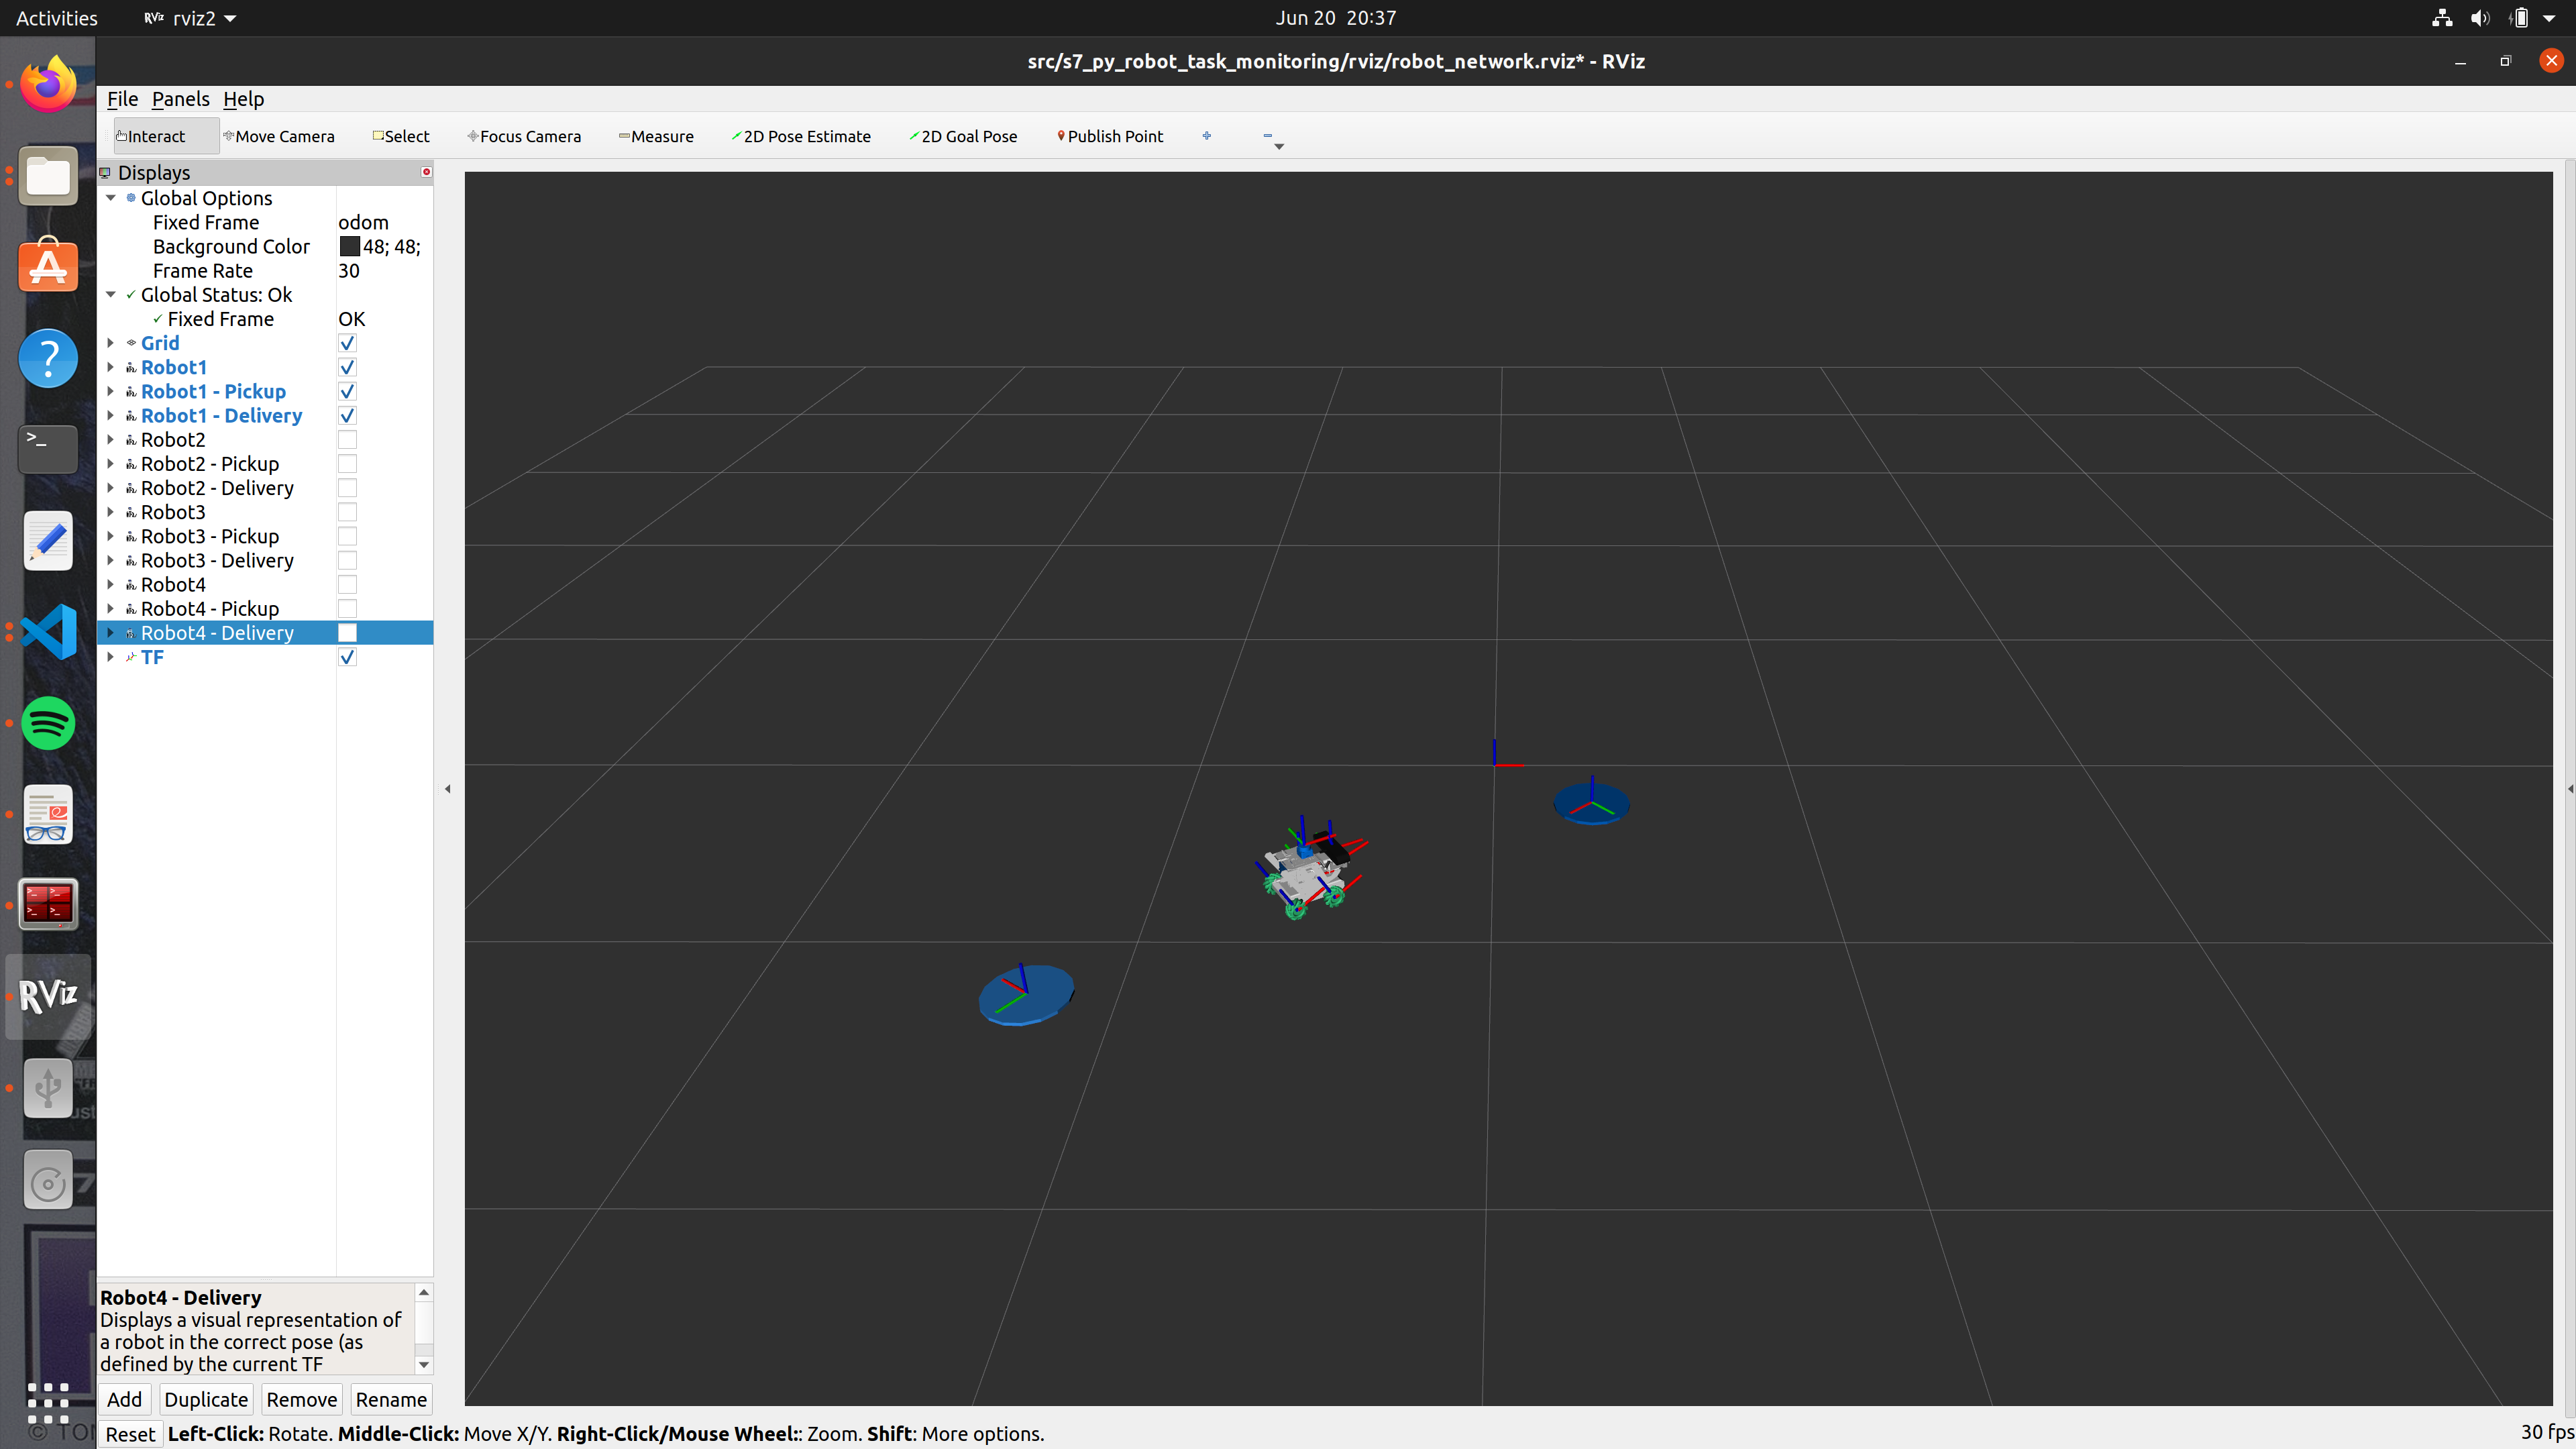 Activities
RViz rviz2
Jun 20 20:37
src/s7_py_robot_task_monitoring/rviz/robot_network.rviz* - RViz
File Panels Help
Interact Move Camera Select Focus Camera Measure 2D Pose Estimate 2D Goal Pose Publish Point
Displays
Global Options
Fixed Frame odom
Background Color 48; 48;
Frame Rate 30
Global Status: Ok
Fixed Frame OK
Grid
Robot1
Robot1 - Pickup
Robot1 - Delivery
Robot2
Robot2 - Pickup
Robot2 - Delivery
Robot3
Robot3 - Pickup
Robot3 - Delivery
Robot4
Robot4 - Pickup
Robot4 - Delivery
TF
RViz
Robot4 - Delivery
Displays a visual representation of
a robot in the correct pose (as
defined by the current TF
Add Duplicate Remove Rename
Reset Left-Click: Rotate. Middle-Click: Move X/Y. Right-Click/Mouse Wheel:: Zoom. Shift: More options.
30 fps